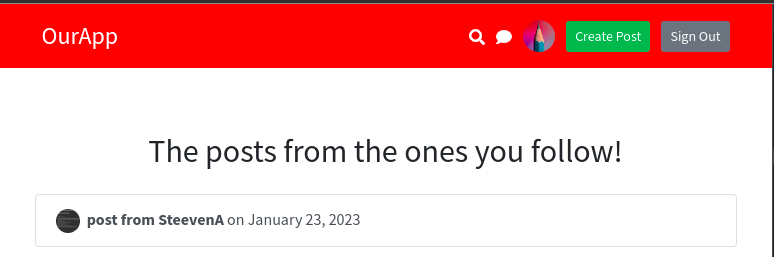 OurApp Create Post Sign Out
The posts from the ones you follow!
post from SteevenA on January 23, 2023